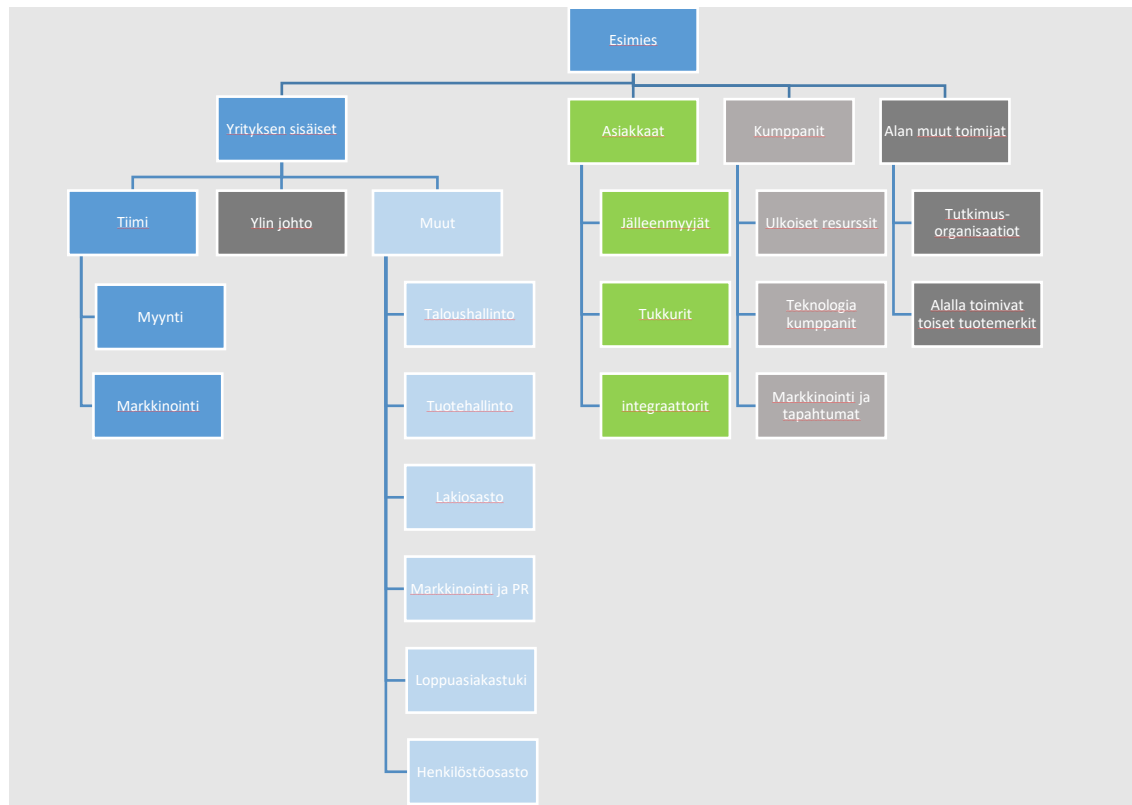 Esimies
Yrityksen sisäiset
Asiakkaat
Kumppanit
Alan muut toimijat
Tiimi
Ylin johto
Muut
Jälleenmyyjät
Ulkoiset resurssit
Tutkimus-
organisaatiot
Myynti
Taloushallinto
Tukkurit
Teknologia
kumppanit
Alalla toimivat
toiset tuotemerkit
Markkinointi
Tuotehallinto
integraattorit
Markkinointi ja
tapahtumat
Lakiosasto
Markkinointi ja PR
Loppuasiakastuki
Henkilöstöosasto